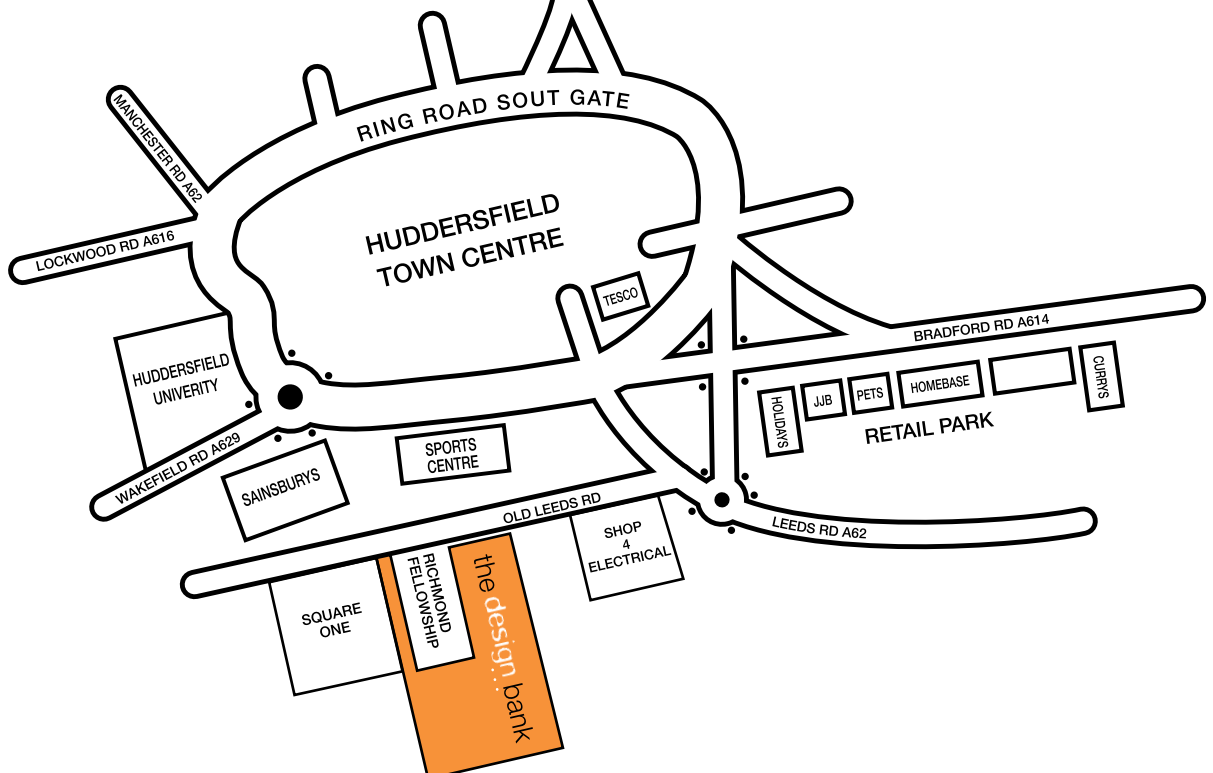 RING ROAD SOUT GATE
MANCHESTER RD A62
LOCKWOOD RD A616
HUDDERSFIELD
TOWN CENTRE
TESCO
BRADFORD RD A614
HUDDERSFIELD
UNIVERITY
HOLIDAYS
JJB
PETS
HOMEBASE
CURRYS
RETAIL PARK
WAKEFIELD RD A629
SAINSBURYS
SPORTS
CENTRE
OLD LEEDS RD
LEEDS RD A62
SHOP
4
ELECTRICAL
SQUARE
ONE
RICHMOND
FELLOWSHIP
the design... bank